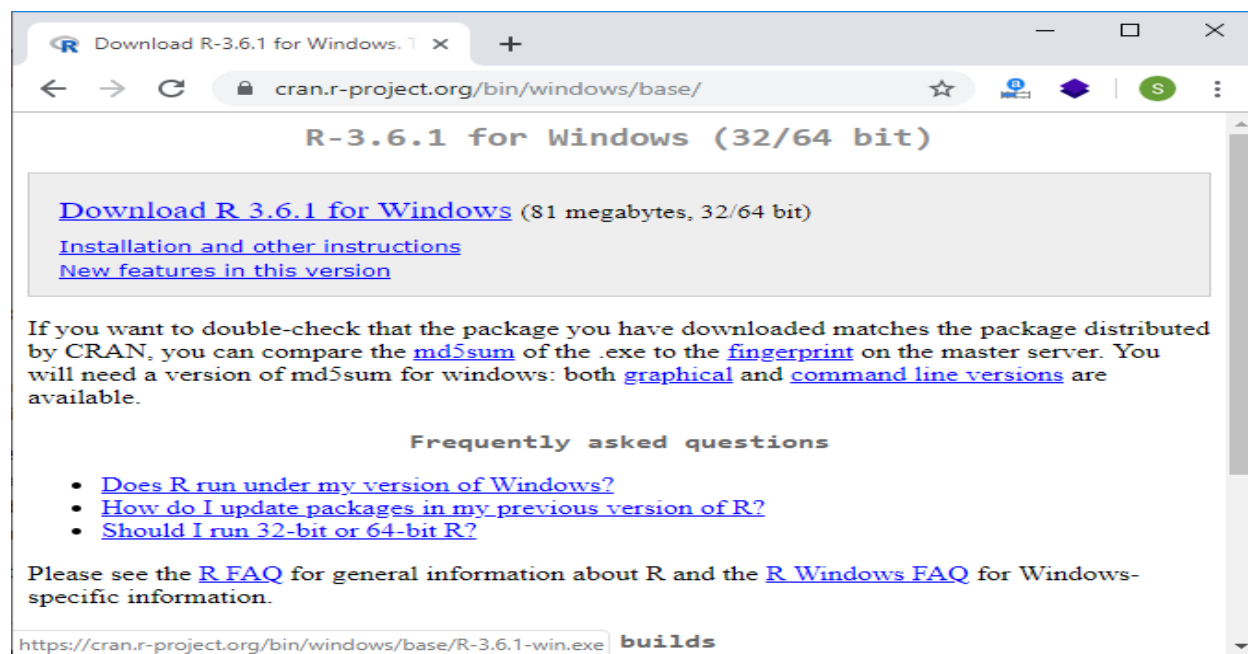 Download R-3.6.1 for Windows. T
cran.r-project.org/bin/windows/base/
S
R-3.6.1 for Windows (32/64 bit)
Download R 3.6.1 for Windows (81 megabytes, 32/64 bit)
Installation and other instructions
New features in this version
If you want to double-check that the package you have downloaded matches the package distributed
by CRAN, you can compare the md5sum of the .exe to the fingerprint on the master server. You
will need a version of md5sum for windows: both graphical and command line versions are
available.
Frequently asked questions
• Does R run under my version of Windows?
• How do I update packages in my previous version of R?
• Should I run 32-bit or 64-bit R?
Please see the R FAQ for general information about R and the R Windows FAQ for Windows-
specific information.
https://cran.r-project.org/bin/windows/base/R-3.6.1-win.exe builds